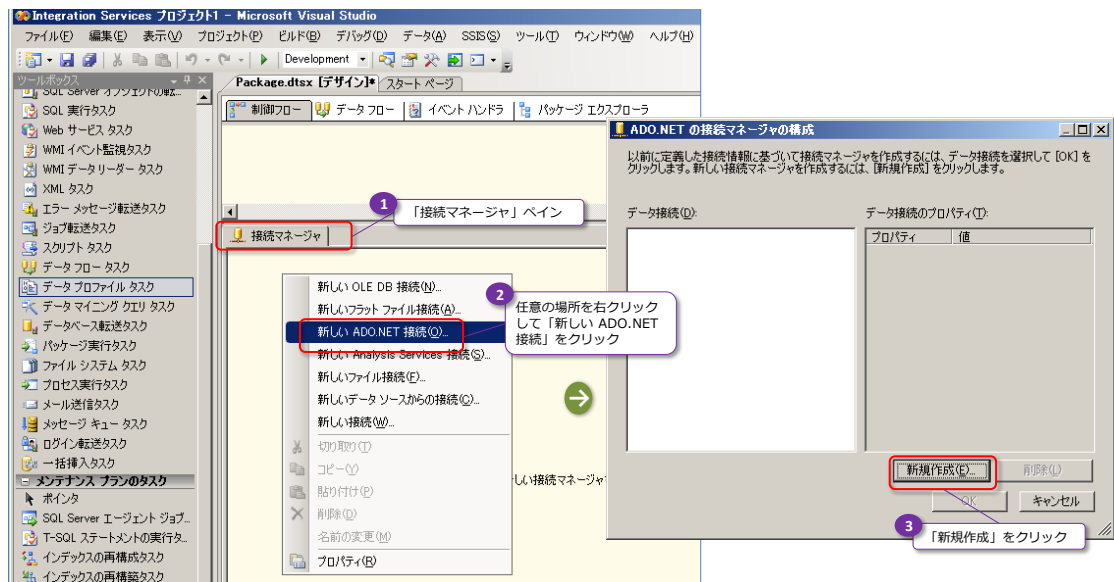 Integration Services プロジェクト1 - Microsoft Visual Studio
ファイル(F) 編集(E) 表示(V) プロジェクト(P) ビルド(B) デバッグ(D) データ(A) SSIS(S) ツール(T) ウィンドウ(W) ヘルプ(H)
Development
ツールボックス
SQL Server オブジェクトの転...
SQL 実行タスク
Web サービス タスク
WMI イベント監視タスク
WMI データ リーダー タスク
XML タスク
エラー メッセージ転送タスク
ジョブ転送タスク
スクリプト タスク
データ フロー タスク
データ プロファイル タスク
データ マイニング クエリ タスク
データベース転送タスク
パッケージ実行タスク
ファイル システム タスク
プロセス実行タスク
メール送信タスク
メッセージ キュー タスク
ログイン転送タスク
一括挿入タスク
メンテナンス プランのタスク
ポインタ
SQL Server エージェント ジョブ...
T-SQL ステートメントの実行タ...
インデックスの再構成タスク
インデックスの再構築タスク
Package.dtsx [デザイン]* スタート ページ
制御フロー データ フロー イベント ハンドラ パッケージ エクスプローラ
1
「接続マネージャ」ペイン
接続マネージャ
新しい OLE DB 接続(N)...
新しいフラット ファイル接続(A)...
新しい ADO.NET 接続(O)...
新しい Analysis Services 接続(S)...
新しいファイル接続(F)...
新しいデータ ソースからの接続(C)...
新しい接続(W)...
切り取り(T)
コピー(Y)
貼り付け(P)
削除(D)
名前の変更(M)
プロパティ(R)
しい接続マネージャ
2
任意の場所を右クリック
して「新しい ADO.NET
接続」をクリック
ADO.NET の接続マネージャの構成
以前に定義した接続情報に基づいて接続マネージャを作成するには、データ接続を選択して [OK] を
クリックします。新しい接続マネージャを作成するには、[新規作成] をクリックします。
データ接続(D):
データ接続のプロパティ(T):
プロパティ 値
新規作成(E)... 削除(L)
OK キャンセル
3
「新規作成」をクリック